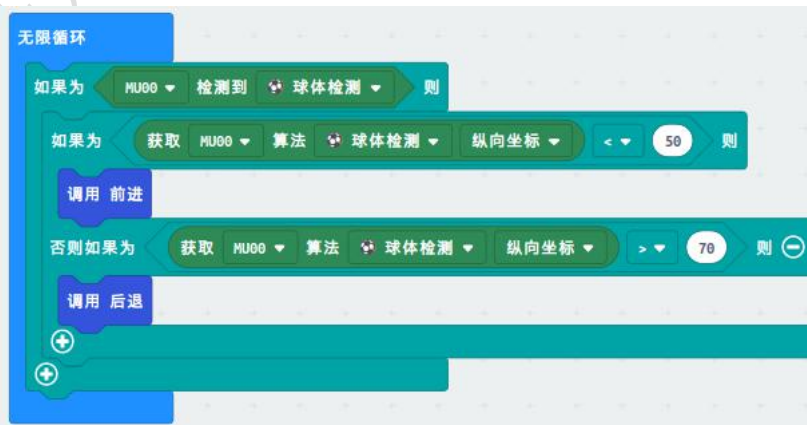 无限循环
如果为 MU00 检测到 球体检测 则
如果为 获取 MU00 算法 球体检测 纵向坐标 < 50 则
调用 前进
否则如果为 获取 MU00 算法 球体检测 纵向坐标 > 70 则
调用 后退